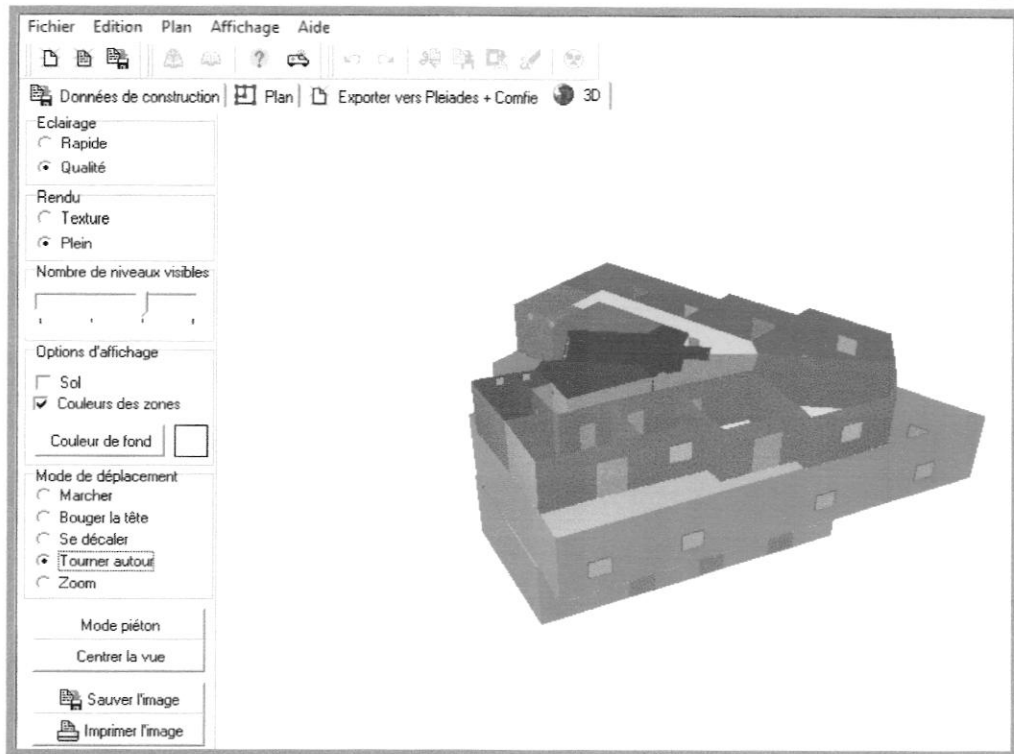 Fichier Edition Plan Affichage Aide
Données de construction Plan Exporter vers Pleiades + Comfie 3D
Eclairage
Rapide
Qualité
Rendu
Texture
Plein
Nombre de niveaux visibles
Options d'affichage
Sol
Couleurs des zones
Couleur de fond
Mode de déplacement
Marcher
Bouger la tête
Se décaler
Tourner autour
Zoom
Mode piéton
Centrer la vue
Sauver l'image
Imprimer l'image